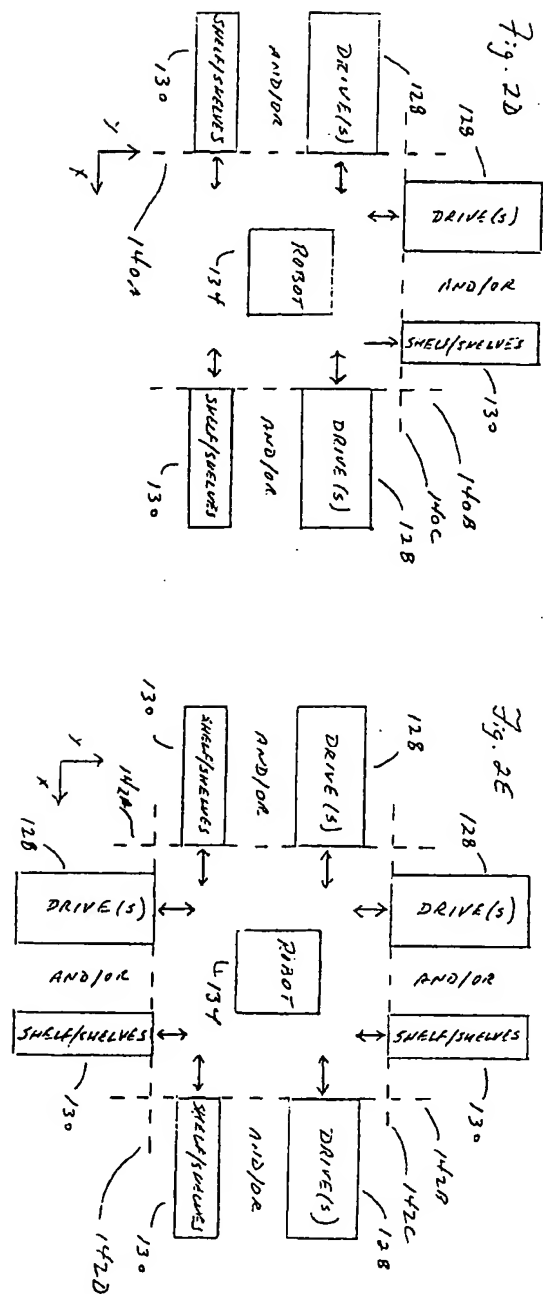 Fig. 2D
128
DRIVE(S)
AND/OR
SHELF/SHELVES
130
140B
140C
128
DRIVE(S)
AND/OR
SHELF/SHELVES
130
ROBOT
134
DRIVE(S)
128
AND/OR
SHELF/SHELVES
130
Y
X
140A
Fig. 2E
128
DRIVE(S)
AND/OR
SHELF/SHELVES
130
142B
142C
128
DRIVE(S)
AND/OR
SHELF/SHELVES
130
ROBOT
134
DRIVE(S)
128
AND/OR
SHELF/SHELVES
130
Y
X
142A
128
DRIVE(S)
AND/OR
SHELF/SHELVES
130
142D